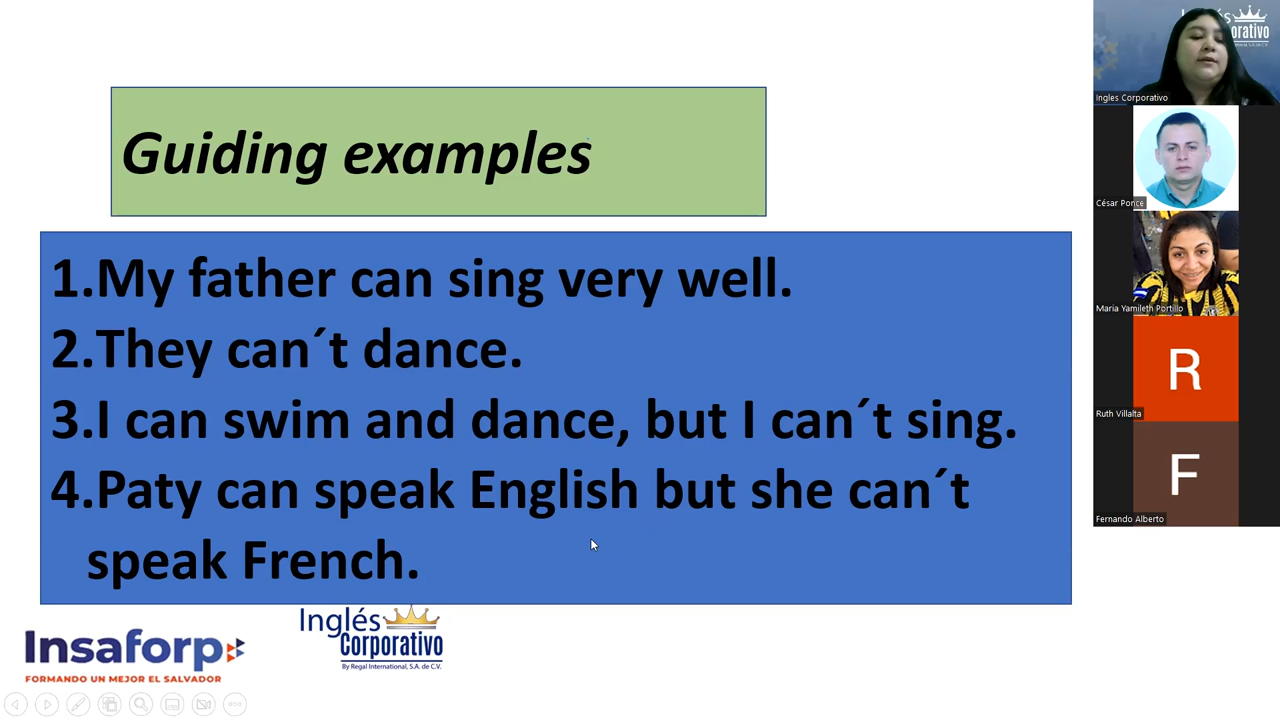 Guiding examples
1.My father can sing very well.
2.They can´t dance.
3.I can swim and dance, but I can´t sing.
4.Paty can speak English but she can´t
speak French.
Insaforp
FORMANDO UN MEJOR EL SALVADOR
Inglés
Corporativo
By Regal International, S.A. de C.V.
Ingles Corporativo
César Ponce
Maria Yamileth Portillo
R
Ruth Villalta
F
Fernando Alberto